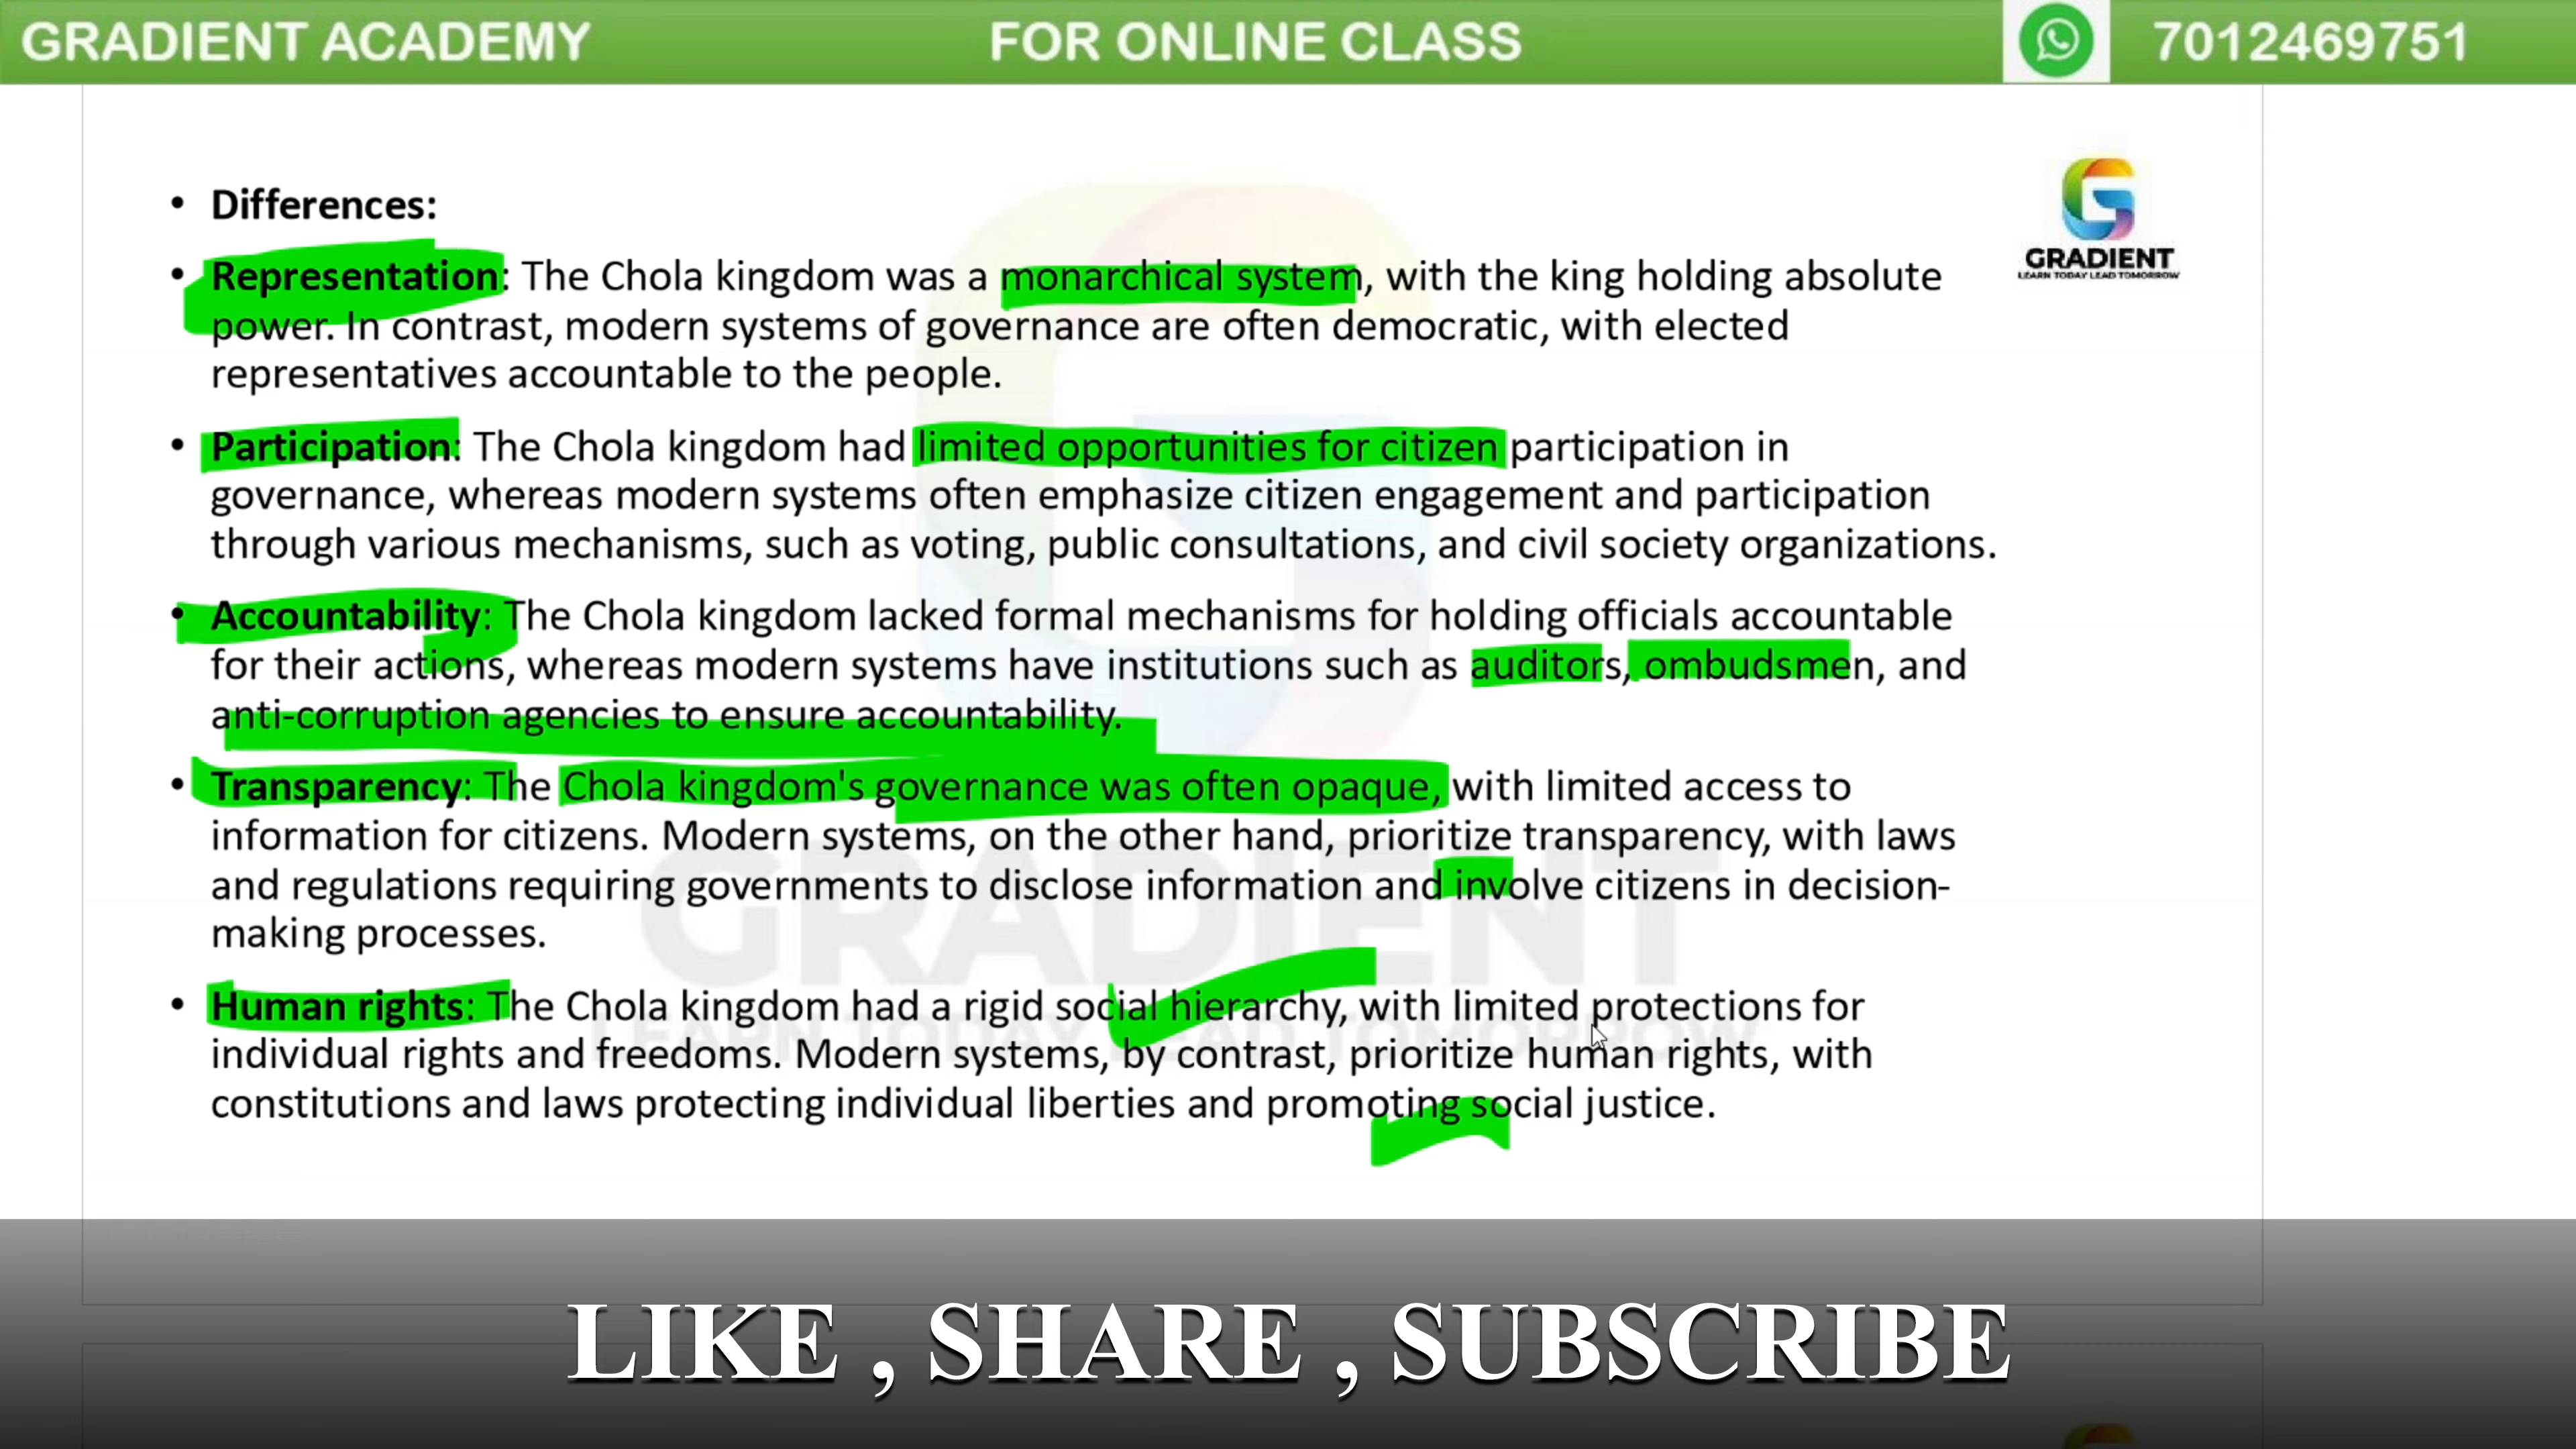 GRADIENT ACADEMY FOR ONLINE CLASS 7012469751
GRADIENT
LEARN TODAY LEAD TOMORROW
• Differences:
• Representation: The Chola kingdom was a monarchical system, with the king holding absolute
power. In contrast, modern systems of governance are often democratic, with elected
representatives accountable to the people.
• Participation: The Chola kingdom had limited opportunities for citizen participation in
governance, whereas modern systems often emphasize citizen engagement and participation
through various mechanisms, such as voting, public consultations, and civil society organizations.
• Accountability: The Chola kingdom lacked formal mechanisms for holding officials accountable
for their actions, whereas modern systems have institutions such as auditors, ombudsmen, and
anti-corruption agencies to ensure accountability.
• Transparency: The Chola kingdom's governance was often opaque, with limited access to
information for citizens. Modern systems, on the other hand, prioritize transparency, with laws
and regulations requiring governments to disclose information and involve citizens in decision-
making processes.
• Human rights: The Chola kingdom had a rigid social hierarchy, with limited protections for
individual rights and freedoms. Modern systems, by contrast, prioritize human rights, with
constitutions and laws protecting individual liberties and promoting social justice.
GRADIENT
LEARN TODAY LEAD TOMORROW
LIKE , SHARE , SUBSCRIBE